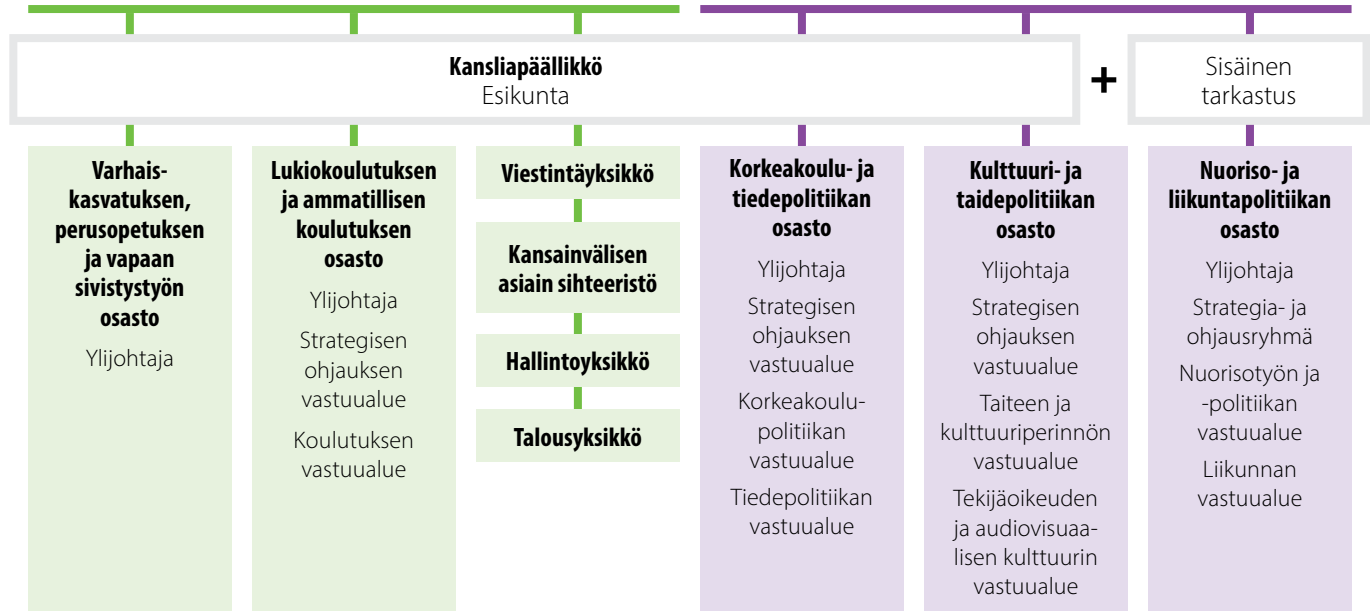 Kansliapäällikkö
Esikunta
+
Sisäinen
tarkastus
Varhais-
kasvatuksen,
perusopetuksen
ja vapaan
sivistystyön
osasto
Ylijohtaja
Lukiokoulutuksen
ja ammatillisen
koulutuksen
osasto
Ylijohtaja
Strategisen
ohjauksen
vastuualue
Koulutuksen
vastuualue
Viestintäyksikkö
Kansainvälisen
asiain sihteeristö
Hallintoyksikkö
Talousyksikkö
Korkeakoulu- ja
tiedepolitiikan
osasto
Ylijohtaja
Strategisen
ohjauksen
vastuualue
Korkeakoulu-
politiikan
vastuualue
Tiedepolitiikan
vastuualue
Kulttuuri- ja
taidepolitiikan
osasto
Ylijohtaja
Strategisen
ohjauksen
vastuualue
Taiteen ja
kulttuuriperinnön
vastuualue
Tekijäoikeuden
ja audiovisuaa-
lisen kulttuurin
vastuualue
Nuoriso- ja
liikuntapolitiikan
osasto
Ylijohtaja
Strategia- ja
ohjausryhmä
Nuorisotyön ja
-politiikan
vastuualue
Liikunnan
vastuualue